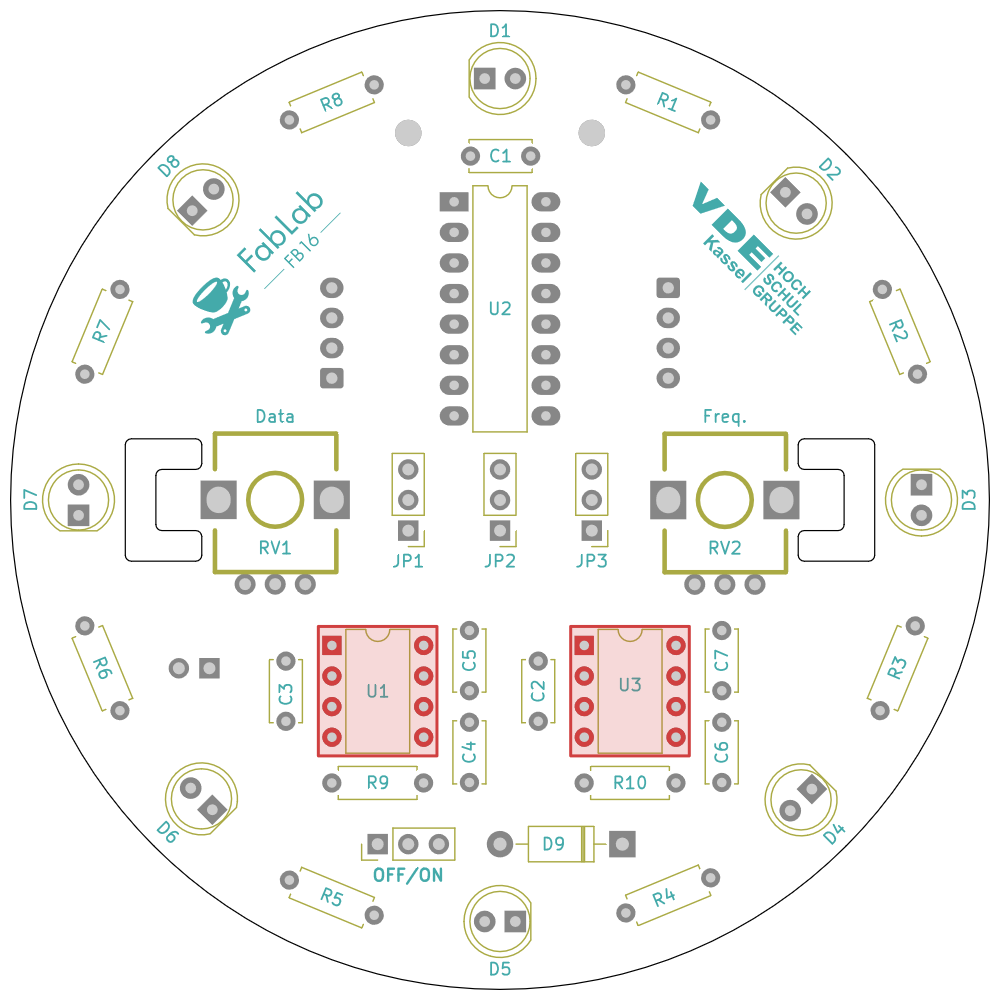 D1
R8
R1
C1
D8
D2
FabLab
FB16
VDE
Kassel
HOCH
SCHUL
GRUPPE
U2
R7
R2
Data
Freq.
D7
D3
RV1
RV2
JP1
JP2
JP3
R6
R3
C3
U1
C5
C2
U3
C7
C4
C6
R9
R10
D6
D4
D9
OFF/ON
R5
R4
D5